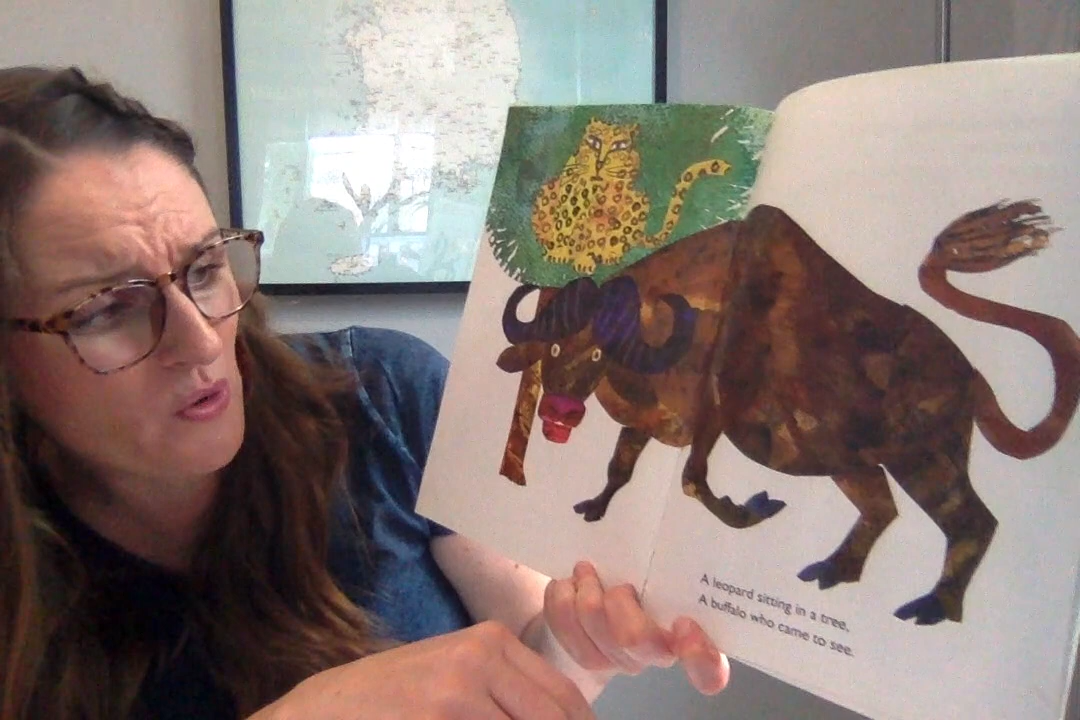 A leopard sitting in a tree,
A buffalo who came to see.